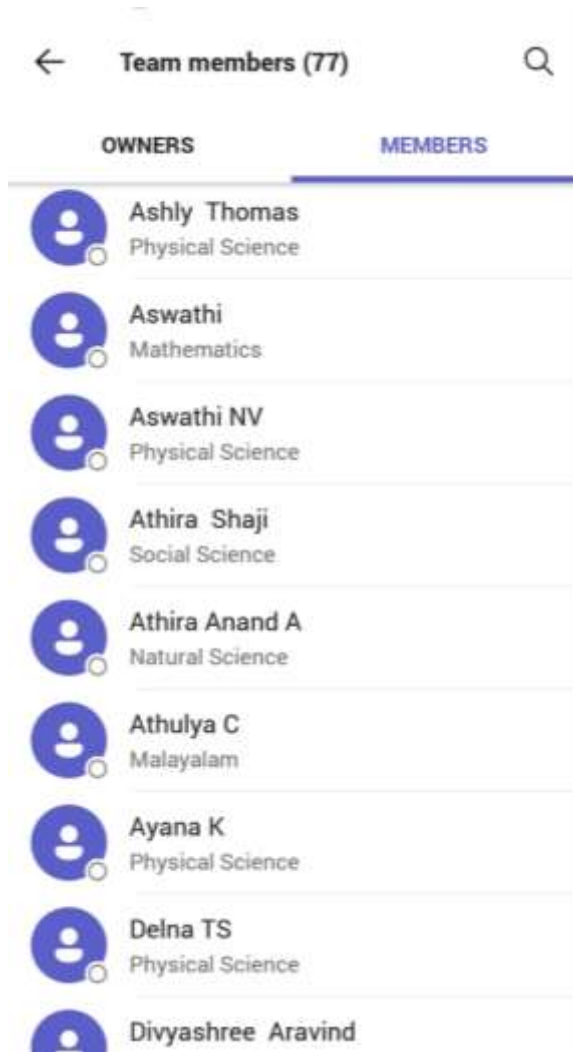 Team members (77)
OWNERS MEMBERS
Ashly Thomas
Physical Science
Aswathi
Mathematics
Aswathi NV
Physical Science
Athira Shaji
Social Science
Athira Anand A
Natural Science
Athulya C
Malayalam
Ayana K
Physical Science
Delna TS
Physical Science
Divyashree Aravind